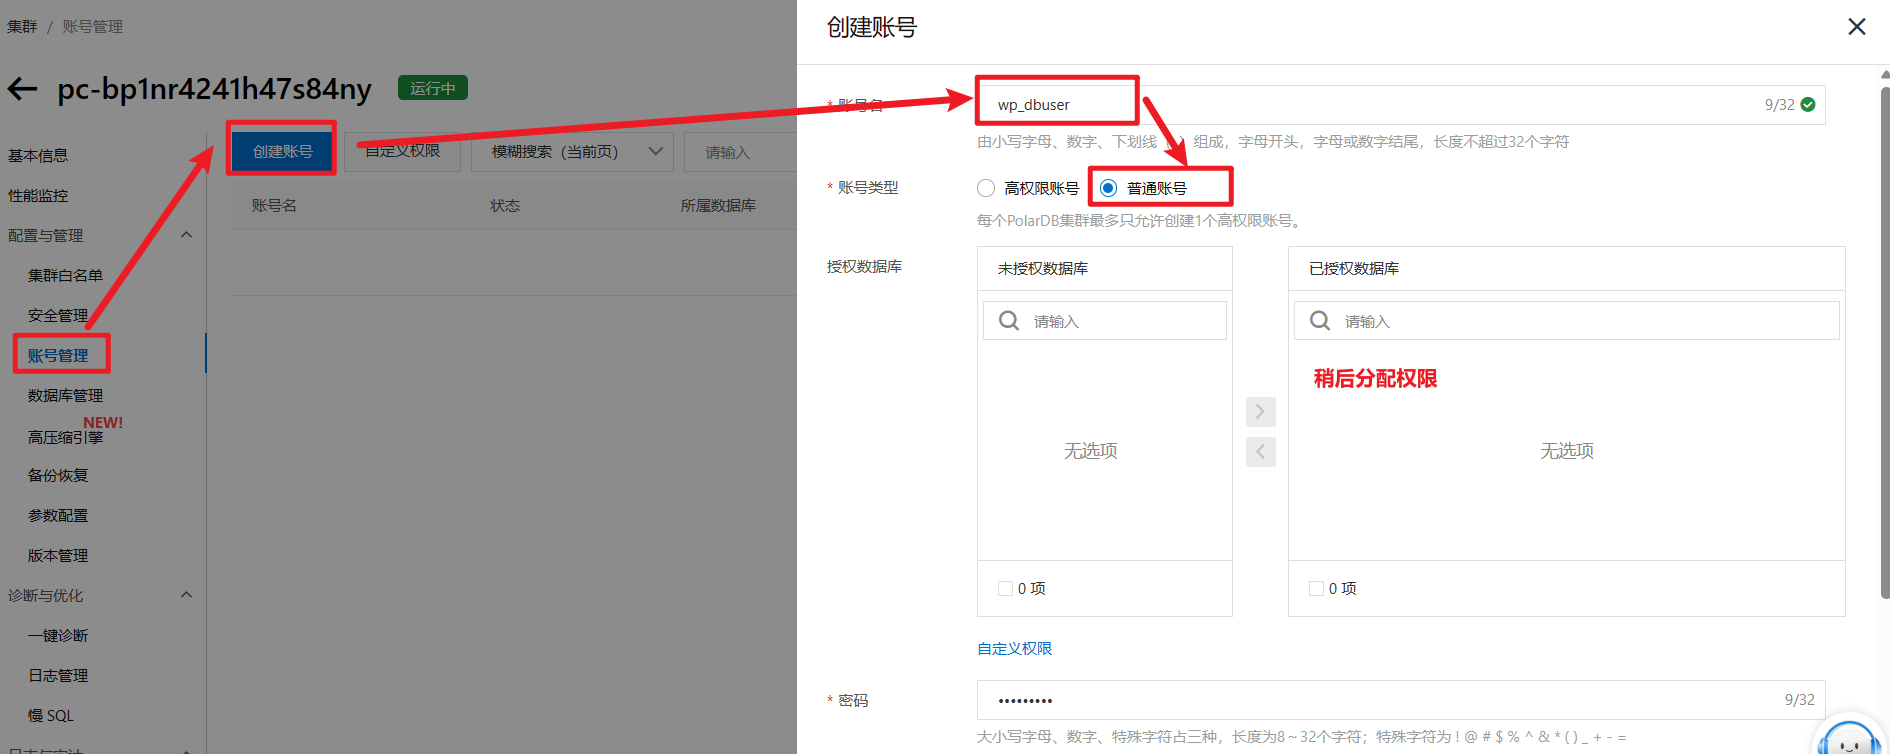 集群 / 账号管理
pc-bp1nr4241h47s84ny 运行中
基本信息
性能监控
配置与管理
集群白名单
安全管理
账号管理
数据库管理
NEW!
高压缩引擎
备份恢复
参数配置
版本管理
诊断与优化
一键诊断
日志管理
慢 SQL
创建账号 自定义权限 模糊搜索（当前页） 请输入
账号名 状态 所属数据库
创建账号
* 账号名 wp_dbuser 9/32
由小写字母、数字、下划线 组成，字母开头，字母或数字结尾，长度不超过32个字符
* 账号类型 高权限账号 普通账号
每个PolarDB集群最多只允许创建1个高权限账号。
授权数据库 未授权数据库 已授权数据库
请输入 请输入
稍后分配权限
无选项 无选项
0 项 0 项
自定义权限
* 密码 ••••••••• 9/32
大小写字母、数字、特殊字符占三种，长度为8～32个字符；特殊字符为 ! @ # $ % ^ & * ( ) _ + - =